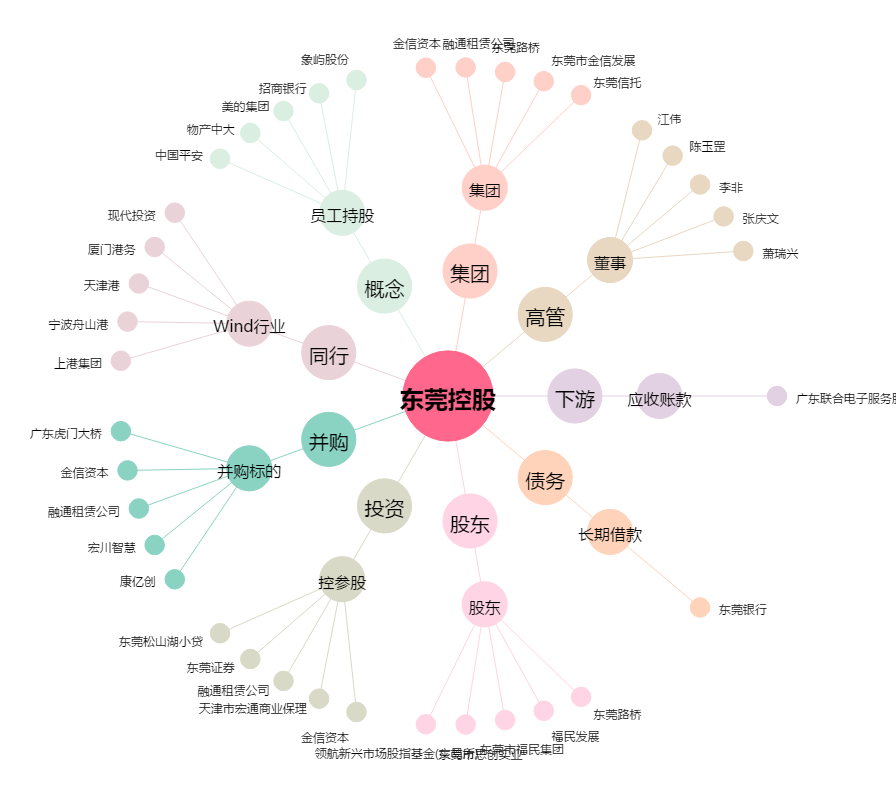 象屿股份
招商银行
美的集团
物产中大
中国平安
员工持股
概念
金信资本
融通租赁公司
东莞路桥
东莞市金信发展
东莞信托
集团
集团
江伟
陈玉罡
李非
张庆文
萧瑞兴
董事
高管
现代投资
厦门港务
天津港
宁波舟山港
上港集团
Wind行业
同行
东莞控股
下游
应收账款
广东联合电子服务
广东虎门大桥
金信资本
融通租赁公司
宏川智慧
康亿创
并购标的
并购
债务
长期借款
东莞银行
投资
控参股
东莞松山湖小贷
东莞证券
融通租赁公司
天津市宏通商业保理
金信资本
股东
股东
领航新兴市场股指基金
东莞市福民集团
福民发展
东莞路桥